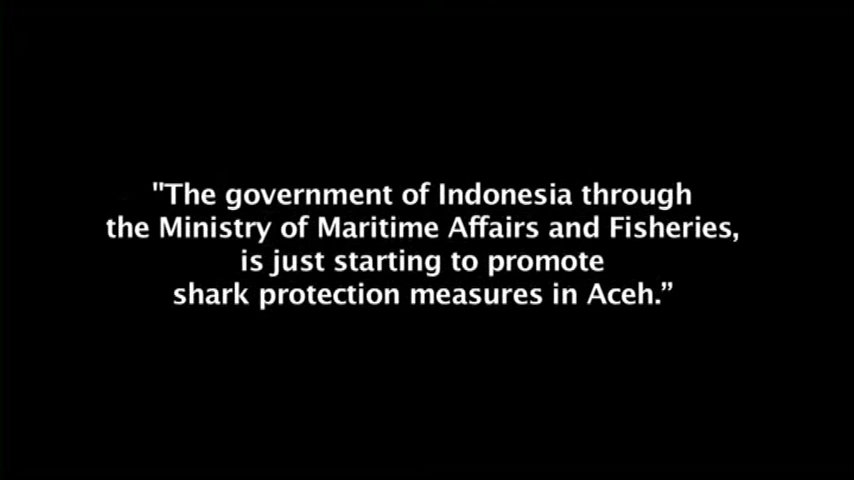 "The government of Indonesia through
the Ministry of Maritime Affairs and Fisheries,
is just starting to promote
shark protection measures in Aceh.”